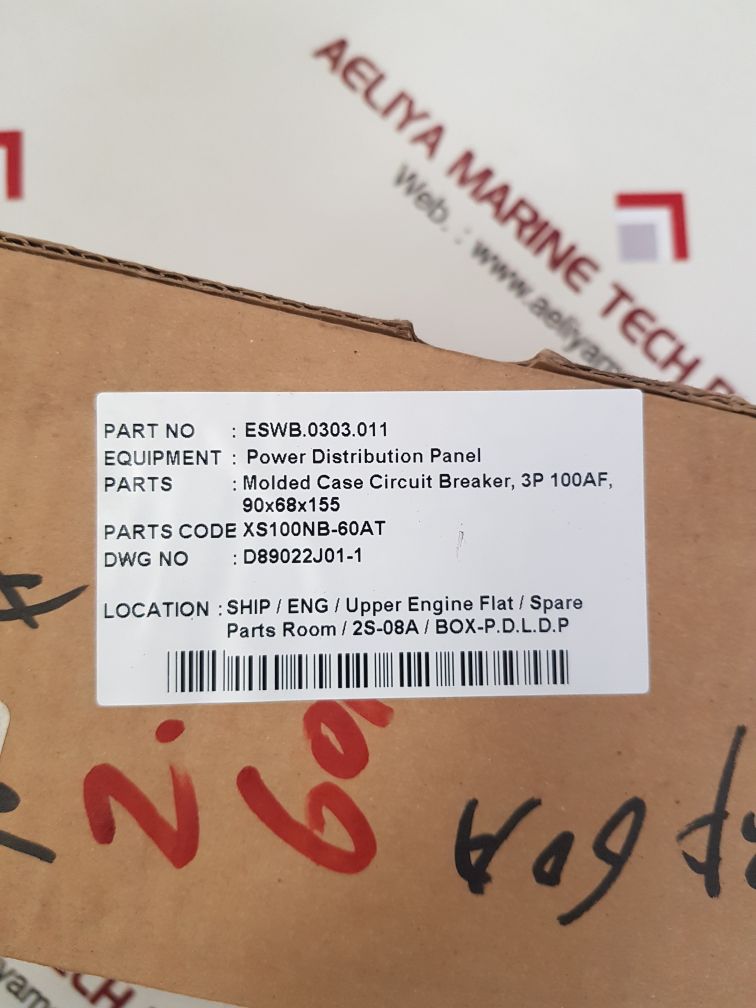 AELIYA MARINE TECH
Web. : www.aeliyam
PART NO : ESWB.0303.011
EQUIPMENT : Power Distribution Panel
PARTS : Molded Case Circuit Breaker, 3P 100AF,
90x68x155
PARTS CODE XS100NB-60AT
DWG NO : D89022J01-1
LOCATION : SHIP / ENG / Upper Engine Flat / Spare
Parts Room / 2S-08A / BOX-P.D.L.D.P